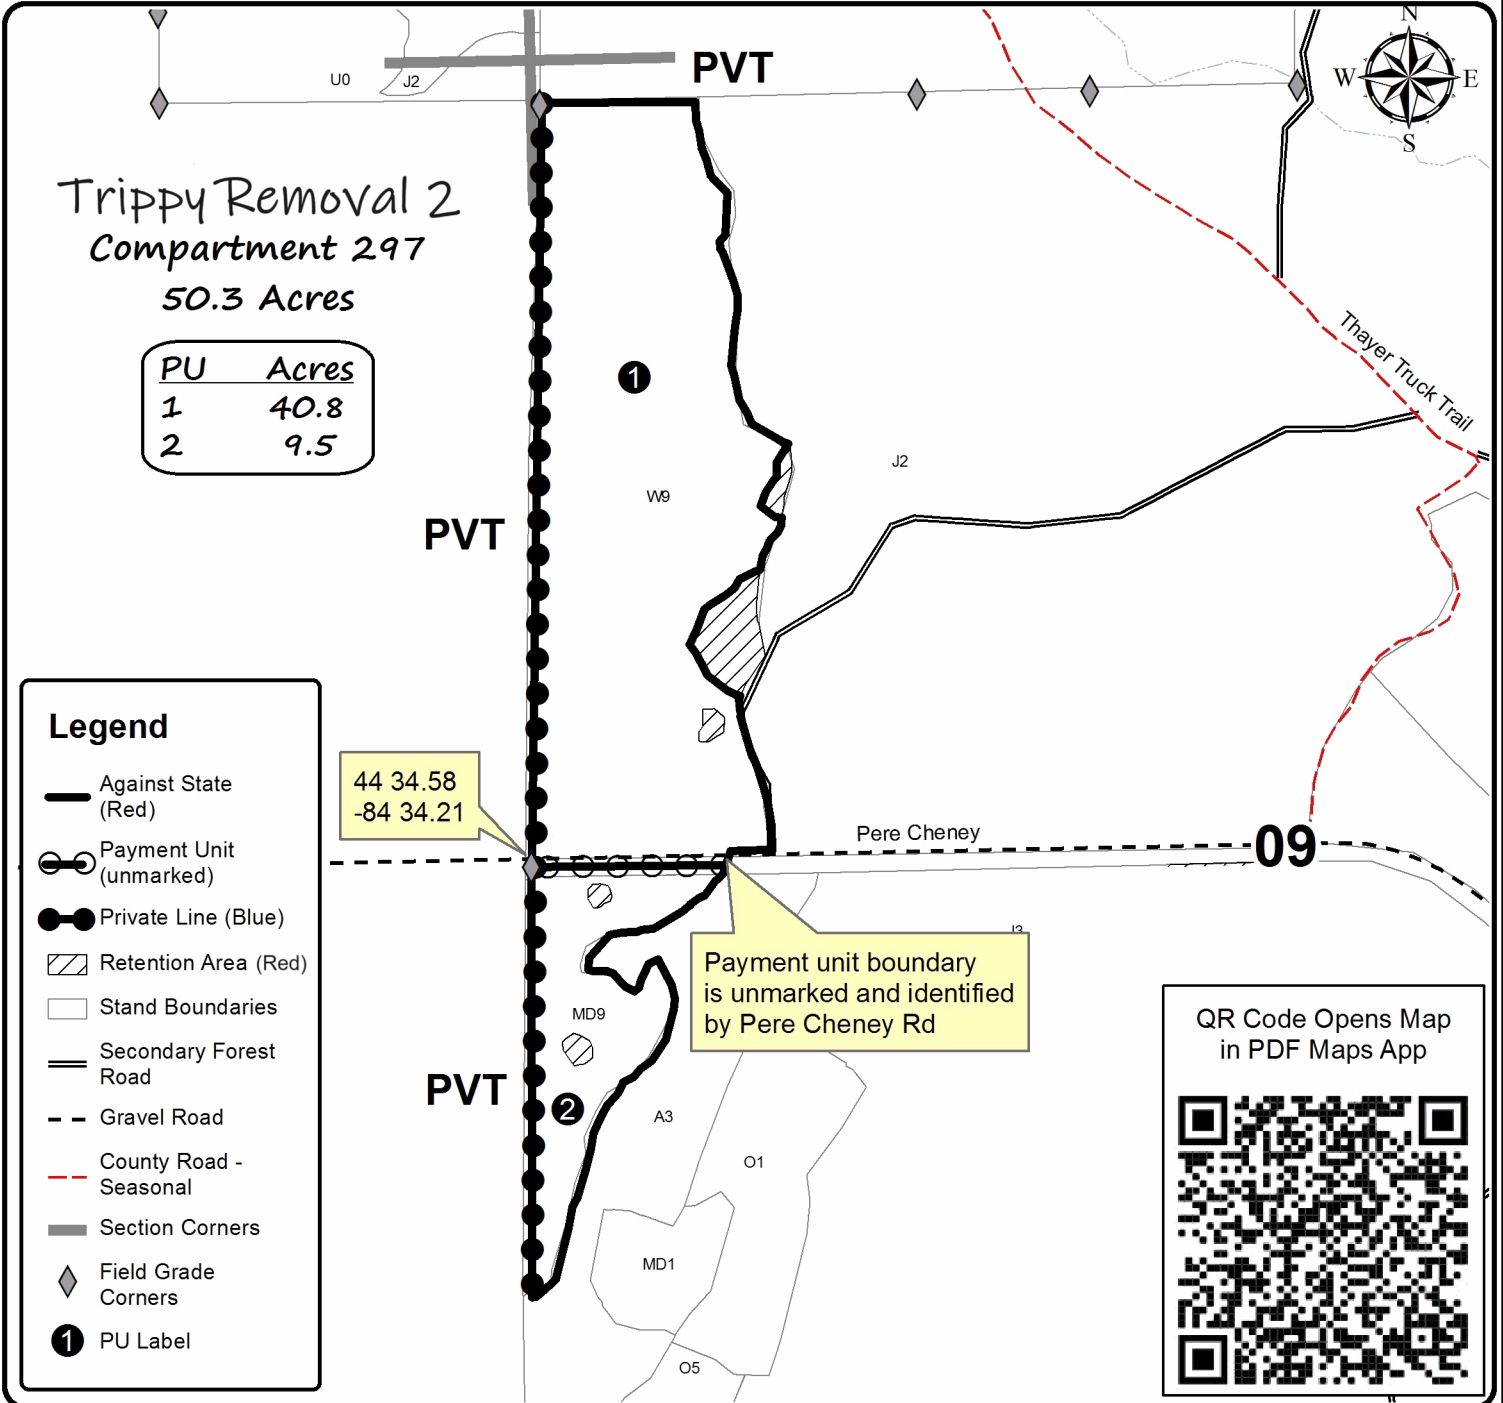 N
W
E
S
PVT
U0
J2
Trippy Removal 2
Compartment 297
50.3 Acres
PU Acres
1 40.8
2 9.5
1
Thayer Truck Trail
J2
W9
PVT
Legend
Against State
(Red)
Payment Unit
(unmarked)
Private Line (Blue)
Retention Area (Red)
Stand Boundaries
Secondary Forest
Road
Gravel Road
County Road -
Seasonal
Section Corners
Field Grade
Corners
1 PU Label
44 34.58
-84 34.21
Pere Cheney
09
Payment unit boundary
is unmarked and identified
by Pere Cheney Rd
MD9
PVT
2
A3
O1
MD1
O5
QR Code Opens Map
in PDF Maps App